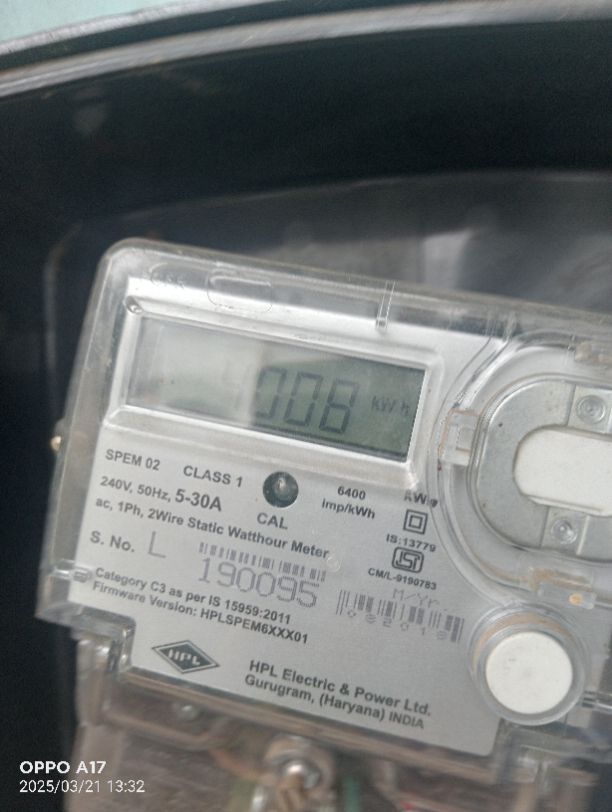 008 kWh
SPEM 02 CLASS 1
240V, 50Hz, 5-30A 6400
imp/kWh
CAL
ac, 1Ph, 2Wire Static Watthour Meter
IS:13779
CM/L-9190783
S. No. L 190095
M/Yr.
Category C3 as per IS 15959:2011
Firmware Version: HPLSPEM6XXX01
HPL
HPL Electric & Power Ltd.
Gurugram, (Haryana) INDIA
OPPO A17
2025/03/21 13:32